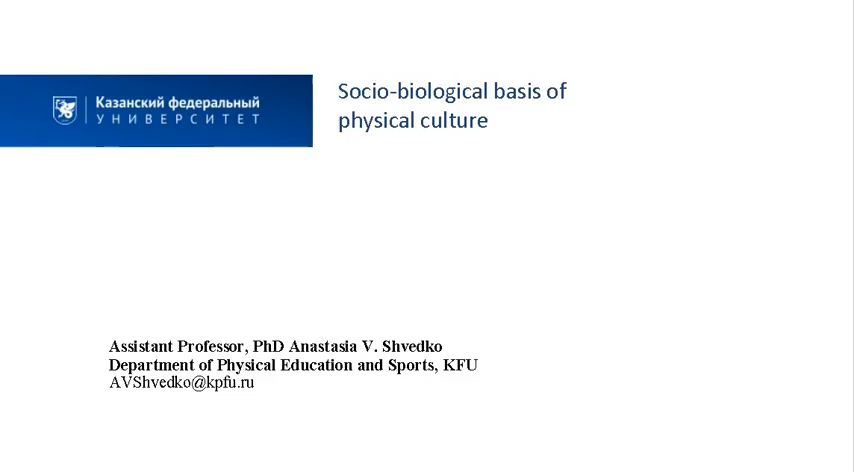 Казанский федеральный
УНИВЕРСИТЕТ
Socio-biological basis of
physical culture
Assistant Professor, PhD Anastasia V. Shvedko
Department of Physical Education and Sports, KFU
AVShvedko@kpfu.ru